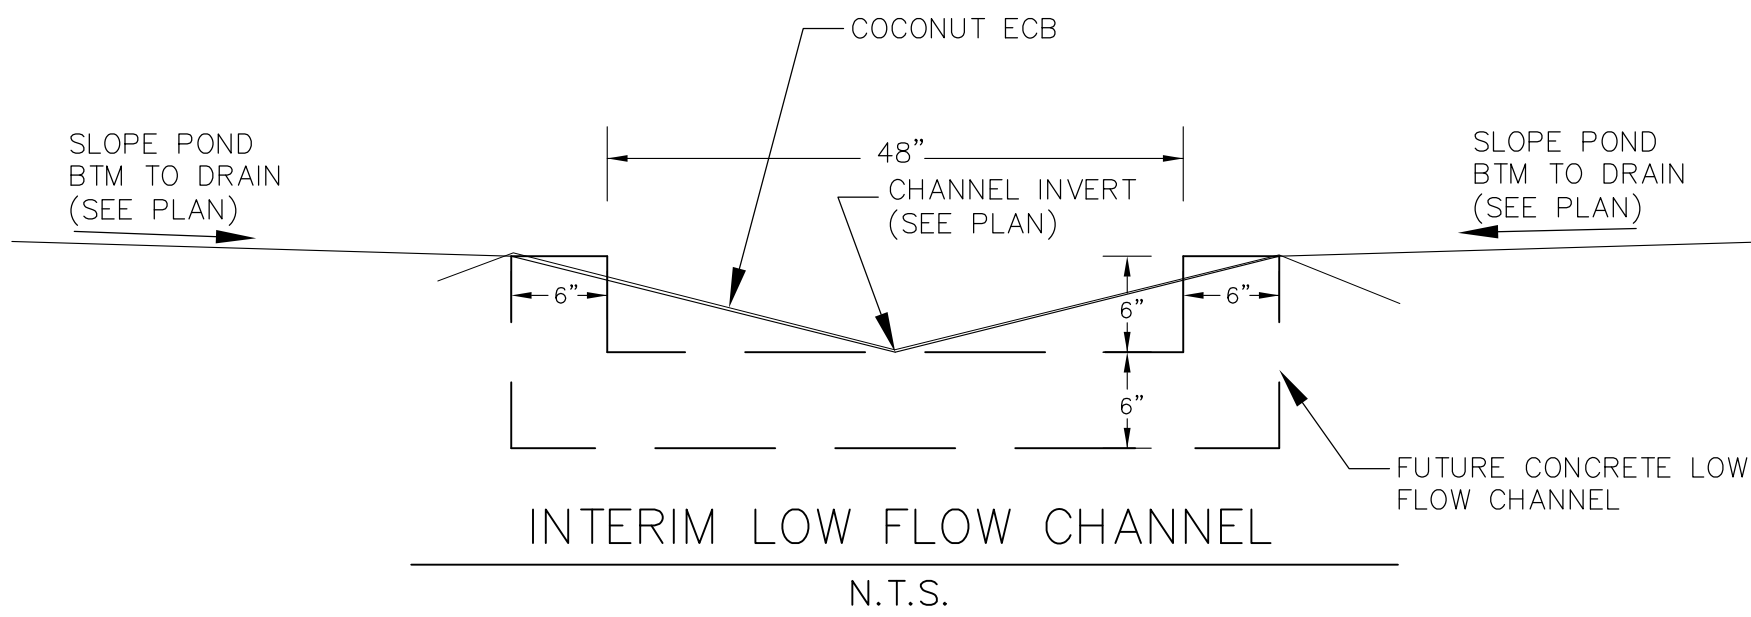 COCONUT ECB
SLOPE POND
BTM TO DRAIN
(SEE PLAN)
48”
SLOPE POND
BTM TO DRAIN
(SEE PLAN)
CHANNEL INVERT
(SEE PLAN)
6”
6”
6”
6”
FUTURE CONCRETE LOW
FLOW CHANNEL
INTERIM LOW FLOW CHANNEL
N.T.S.